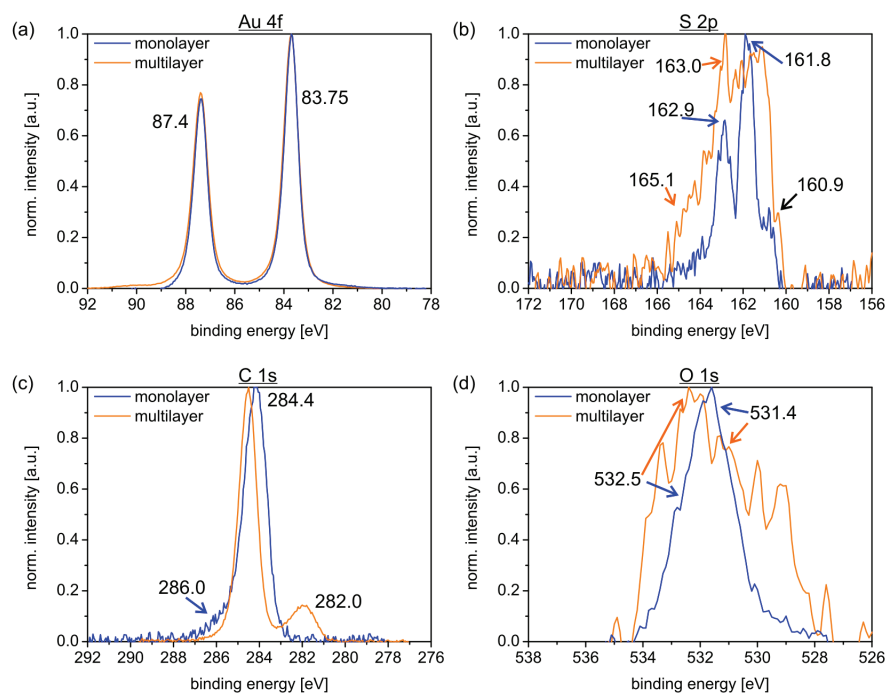 (a)
Au 4f
monolayer
multilayer
87.4
83.75
norm. intensity [a.u.]
1.0
0.8
0.6
0.4
0.2
0.0
92 90 88 86 84 82 80 78
binding energy [eV]
(b)
S 2p
monolayer
multilayer
163.0
161.8
162.9
165.1
160.9
norm. intensity [a.u.]
1.0
0.8
0.6
0.4
0.2
0.0
172 170 168 166 164 162 160 158 156
binding energy [eV]
(c)
C 1s
monolayer
multilayer
284.4
286.0
282.0
norm. intensity [a.u.]
1.0
0.8
0.6
0.4
0.2
0.0
292 290 288 286 284 282 280 278 276
binding energy [eV]
(d)
O 1s
monolayer
multilayer
531.4
532.5
norm. intensity [a.u.]
1.0
0.8
0.6
0.4
0.2
0.0
538 536 534 532 530 528 526
binding energy [eV]